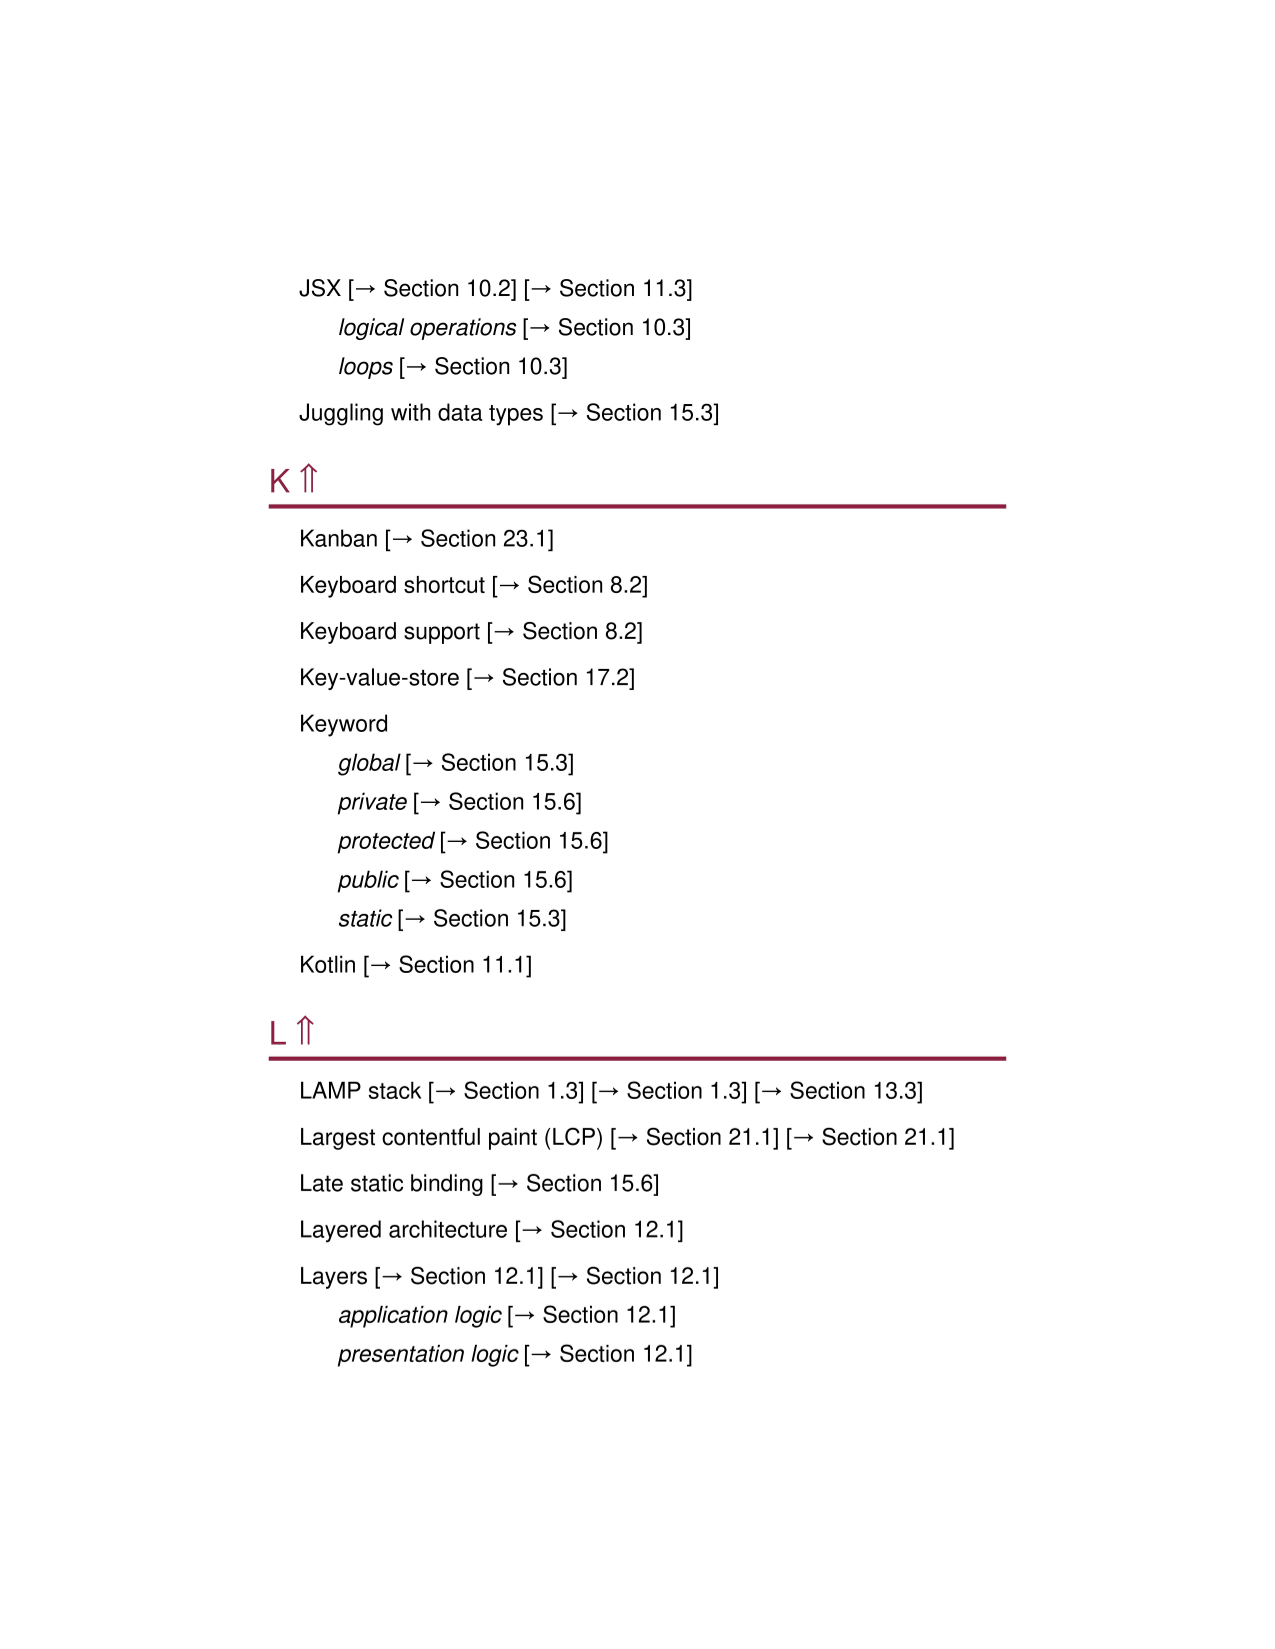 JSX [→ Section 10.2] [→ Section 11.3]
logical operations [→ Section 10.3]
loops [→ Section 10.3]
Juggling with data types [→ Section 15.3]
K ⇑
Kanban [→ Section 23.1]
Keyboard shortcut [→ Section 8.2]
Keyboard support [→ Section 8.2]
Key-value-store [→ Section 17.2]
Keyword
global [→ Section 15.3]
private [→ Section 15.6]
protected [→ Section 15.6]
public [→ Section 15.6]
static [→ Section 15.3]
Kotlin [→ Section 11.1]
L ⇑
LAMP stack [→ Section 1.3] [→ Section 1.3] [→ Section 13.3]
Largest contentful paint (LCP) [→ Section 21.1] [→ Section 21.1]
Late static binding [→ Section 15.6]
Layered architecture [→ Section 12.1]
Layers [→ Section 12.1] [→ Section 12.1]
application logic [→ Section 12.1]
presentation logic [→ Section 12.1]